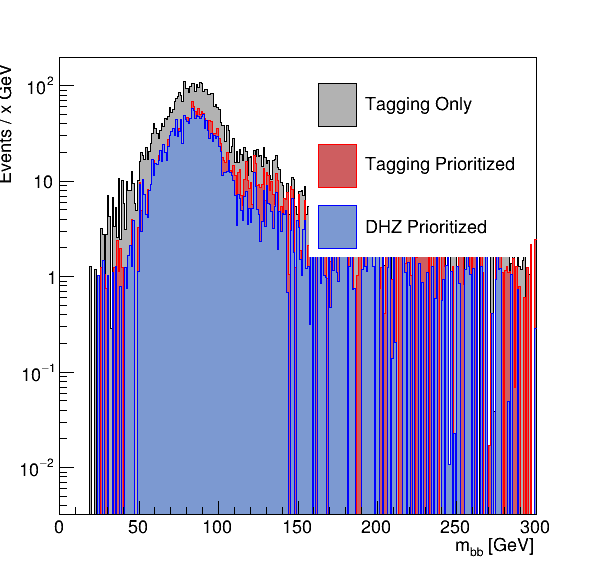 Events / x GeV
10²
10
1
10⁻¹
10⁻²
Tagging Only
Tagging Prioritized
DHZ Prioritized
0 50 100 150 200 250 300
m_bb [GeV]